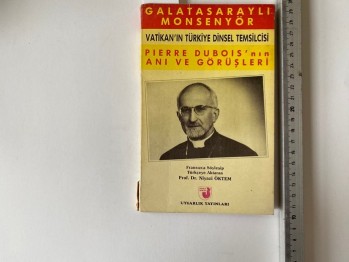 GALATASARAYLI
MONSENYÖR
VATİKAN'IN TÜRKİYE DİNSEL TEMSİLCİSİ
PIERRE DUBOIS'nın
ANI VE GÖRÜŞLERİ
Fransızca Söyleşiş
Türkçeye Aktaran
Prof. Dr. Niyazi ÖKTEM
UYGARLIK YAYINLARI